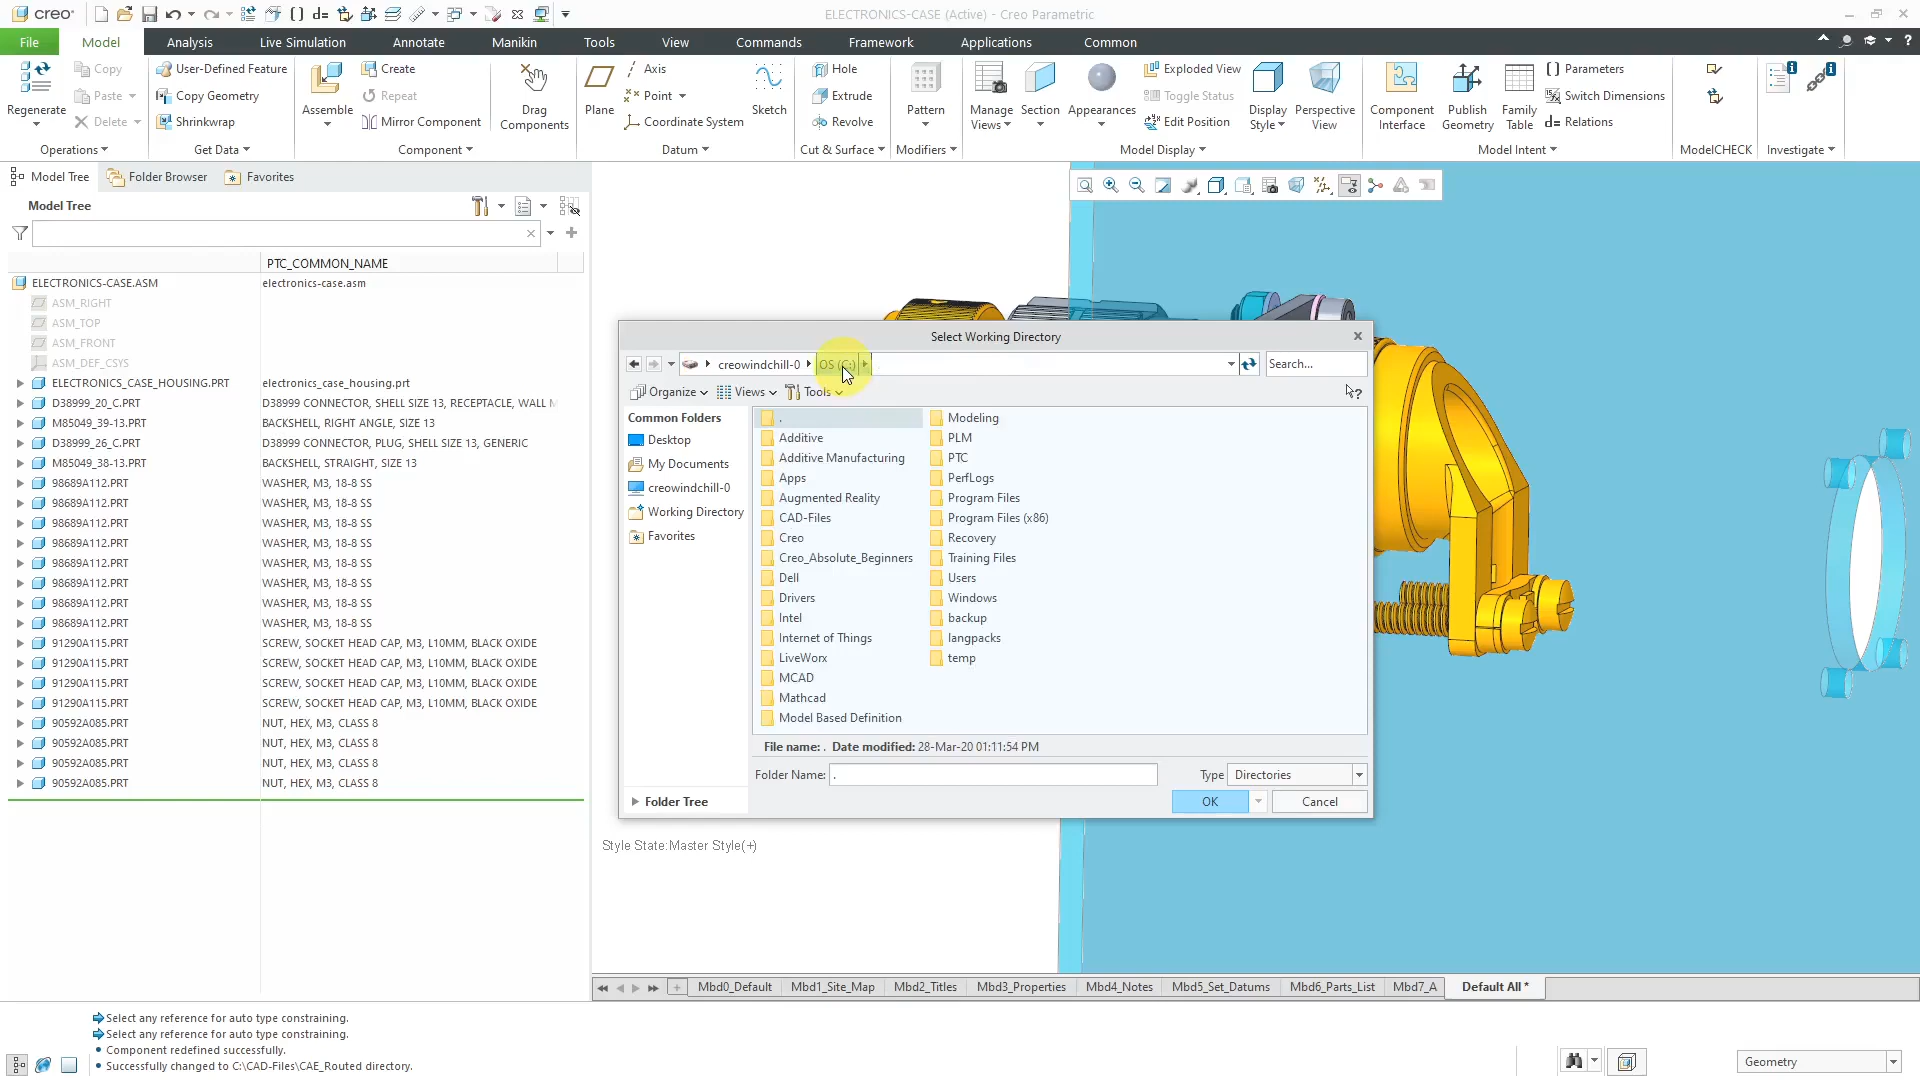 creo
ELECTRONICS-CASE (Active) - Creo Parametric
File Model Analysis Live Simulation Annotate Manikin Tools View Commands Framework Applications Common
Regenerate
Copy
Paste
Delete
Operations
User-Defined Feature
Copy Geometry
Shrinkwrap
Get Data
Assemble
Create
Repeat
Mirror Component
Drag Components
Component
Plane
Axis
Point
Coordinate System
Sketch
Datum
Hole
Extrude
Revolve
Cut & Surface
Pattern
Modifiers
Manage Views
Section
Appearances
Exploded View
Toggle Status
Edit Position
Display Style
Perspective View
Model Display
Component Interface
Publish Geometry
Family Table
Parameters
Switch Dimensions
d= Relations
Model Intent
ModelCHECK
Investigate
Model Tree Folder Browser Favorites
Model Tree
PTC_COMMON_NAME
ELECTRONICS-CASE.ASM electronics-case.asm
ASM_RIGHT
ASM_TOP
ASM_FRONT
ASM_DEF_CSYS
ELECTRONICS_CASE_HOUSING.PRT electronics_case_housing.prt
D38999_20_C.PRT D38999 CONNECTOR, SHELL SIZE 13, RECEPTACLE, WALL M
M85049_39-13.PRT BACKSHELL, RIGHT ANGLE, SIZE 13
D38999_26_C.PRT D38999 CONNECTOR, PLUG, SHELL SIZE 13, GENERIC
M85049_38-13.PRT BACKSHELL, STRAIGHT, SIZE 13
98689A112.PRT WASHER, M3, 18-8 SS
98689A112.PRT WASHER, M3, 18-8 SS
98689A112.PRT WASHER, M3, 18-8 SS
98689A112.PRT WASHER, M3, 18-8 SS
98689A112.PRT WASHER, M3, 18-8 SS
98689A112.PRT WASHER, M3, 18-8 SS
98689A112.PRT WASHER, M3, 18-8 SS
98689A112.PRT WASHER, M3, 18-8 SS
91290A115.PRT SCREW, SOCKET HEAD CAP, M3, L10MM, BLACK OXIDE
91290A115.PRT SCREW, SOCKET HEAD CAP, M3, L10MM, BLACK OXIDE
91290A115.PRT SCREW, SOCKET HEAD CAP, M3, L10MM, BLACK OXIDE
91290A115.PRT SCREW, SOCKET HEAD CAP, M3, L10MM, BLACK OXIDE
90592A085.PRT NUT, HEX, M3, CLASS 8
90592A085.PRT NUT, HEX, M3, CLASS 8
90592A085.PRT NUT, HEX, M3, CLASS 8
90592A085.PRT NUT, HEX, M3, CLASS 8
Select Working Directory
creowindchill-0 OS (C:) Search...
Organize Views Tools
Common Folders
Desktop
My Documents
creowindchill-0
Working Directory
Favorites
Folder Tree
.
Additive
Additive Manufacturing
Apps
Augmented Reality
CAD-Files
Creo
Creo_Absolute_Beginners
Dell
Drivers
Intel
Internet of Things
LiveWorx
MCAD
Mathcad
Model Based Definition
Modeling
PLM
PTC
PerfLogs
Program Files
Program Files (x86)
Recovery
Training Files
Users
Windows
backup
langpacks
temp
File name: . Date modified: 28-Mar-20 01:11:54 PM
Folder Name: . Type Directories
OK Cancel
Style State:Master Style(+)
Mbd0_Default Mbd1_Site_Map Mbd2_Titles Mbd3_Properties Mbd4_Notes Mbd5_Set_Datums Mbd6_Parts_List Mbd7_A Default All *
Select any reference for auto type constraining.
Select any reference for auto type constraining.
• Component redefined successfully.
• Successfully changed to C:\CAD-Files\CAE_Routed directory.
Geometry